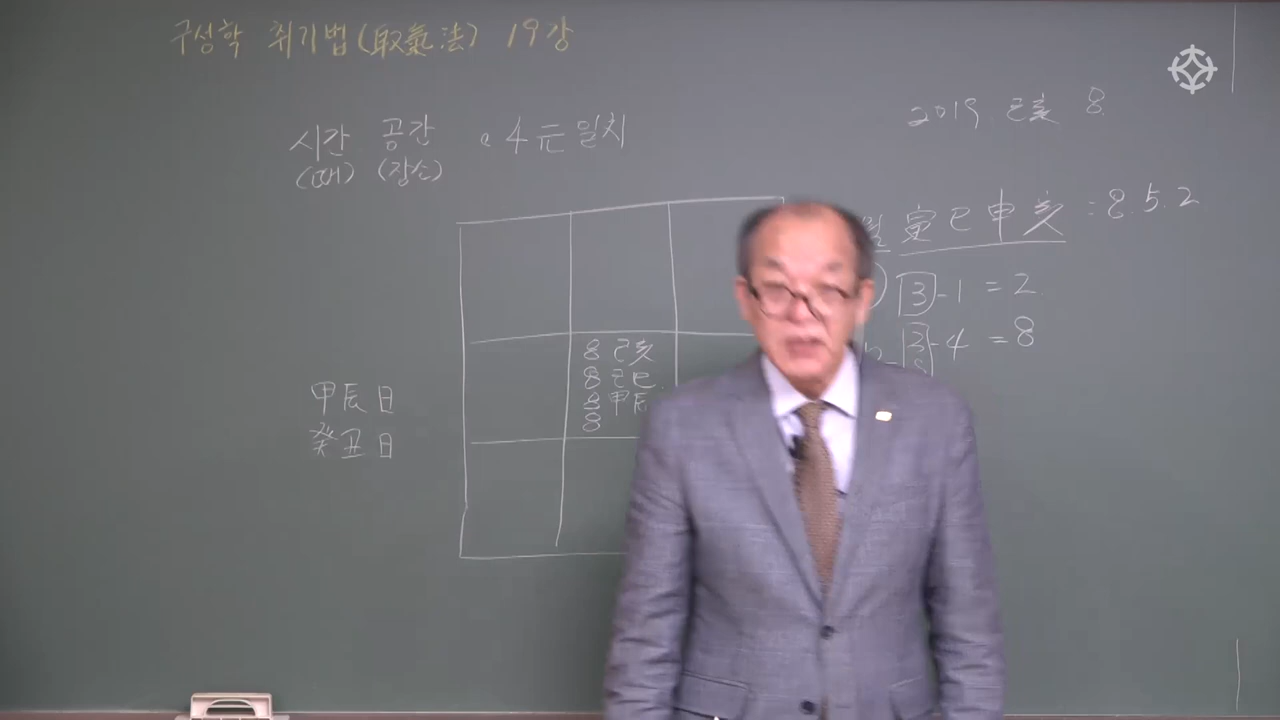 구성학 취기법(取氣法) 19강
2019 己亥 8
시간 공간 4元일치
(때) (장소)
월 寅巳申亥 = 8. 5. 2
3-1 = 2
3-4 = 8
8 己亥
8 己巳
8 甲辰
8
甲辰日
癸丑日